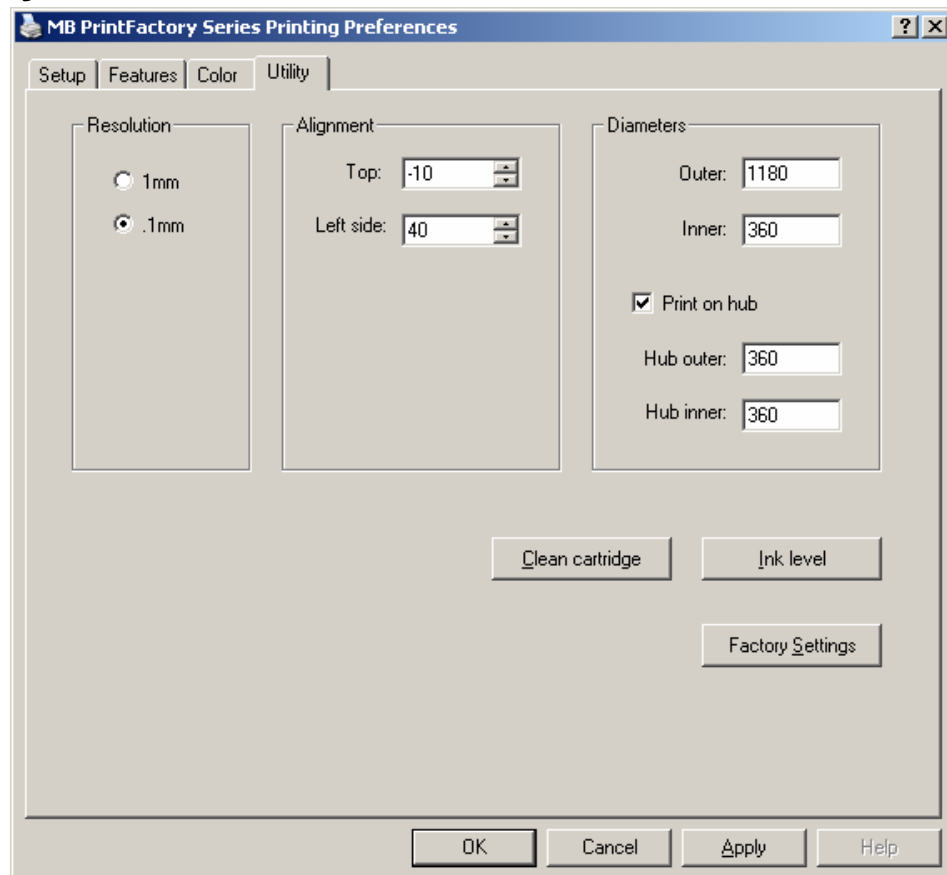 MB PrintFactory Series Printing Preferences
Setup Features Color Utility
Resolution
1mm
.1mm
Alignment
Top: -10
Left side: 40
Diameters
Outer: 1180
Inner: 360
Print on hub
Hub outer: 360
Hub inner: 360
Clean cartridge Ink level
Factory Settings
OK Cancel Apply Help